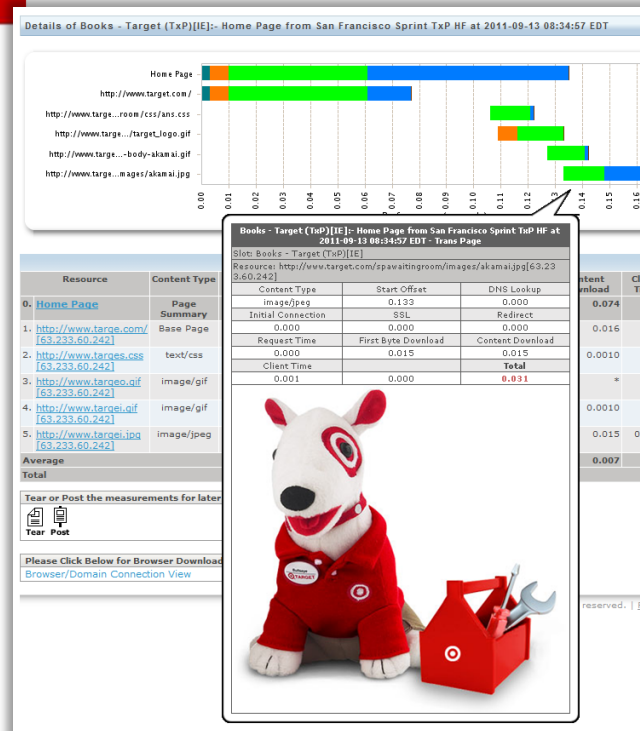 Details of Books - Target (TxP)[IE]:- Home Page from San Francisco Sprint TxP HF at 2011-09-13 08:34:57 EDT
Home Page
http://www.target.com/
http://www.targe...room/css/ans.css
http://www.targe.../target_logo.gif
http://www.targe...-body-akamai.gif
http://www.targe...mages/akamai.jpg
0.00 0.01 0.02 0.03 0.04 0.05 0.06 0.07 0.08 0.09 0.10 0.11 0.12 0.13 0.14 0.15 0.16
Books - Target (TxP)[IE]:- Home Page from San Francisco Sprint TxP HF at
2011-09-13 08:34:57 EDT - Trans Page
Slot: Books - Target (TxP)[IE]
Resource: http://www.target.com/spawaitingroom/images/akamai.jpg[63.23
3.60.242]
Content Type Start Offset DNS Lookup
image/jpeg 0.133 0.000
Initial Connection SSL Redirect
0.000 0.000 0.000
Request Time First Byte Download Content Download
0.000 0.015 0.015
Client Time Total
0.001 0.000 0.031
TARGET
Resource Content Type
0. Home Page Page Summary 0.074
1. http://www.targe.com/ Base Page 0.016
[63.233.60.242]
2. http://www.targes.css text/css 0.0010
[63.233.60.242]
3. http://www.targeo.gif image/gif *
[63.233.60.242]
4. http://www.targei.gif image/gif 0.0010
[63.233.60.242]
5. http://www.targei.jpg image/jpeg 0.015
[63.233.60.242]
Average 0.007
Total
Tear or Post the measurements for later
Tear Post
Please Click Below for Browser Download
Browser/Domain Connection View
reserved. |